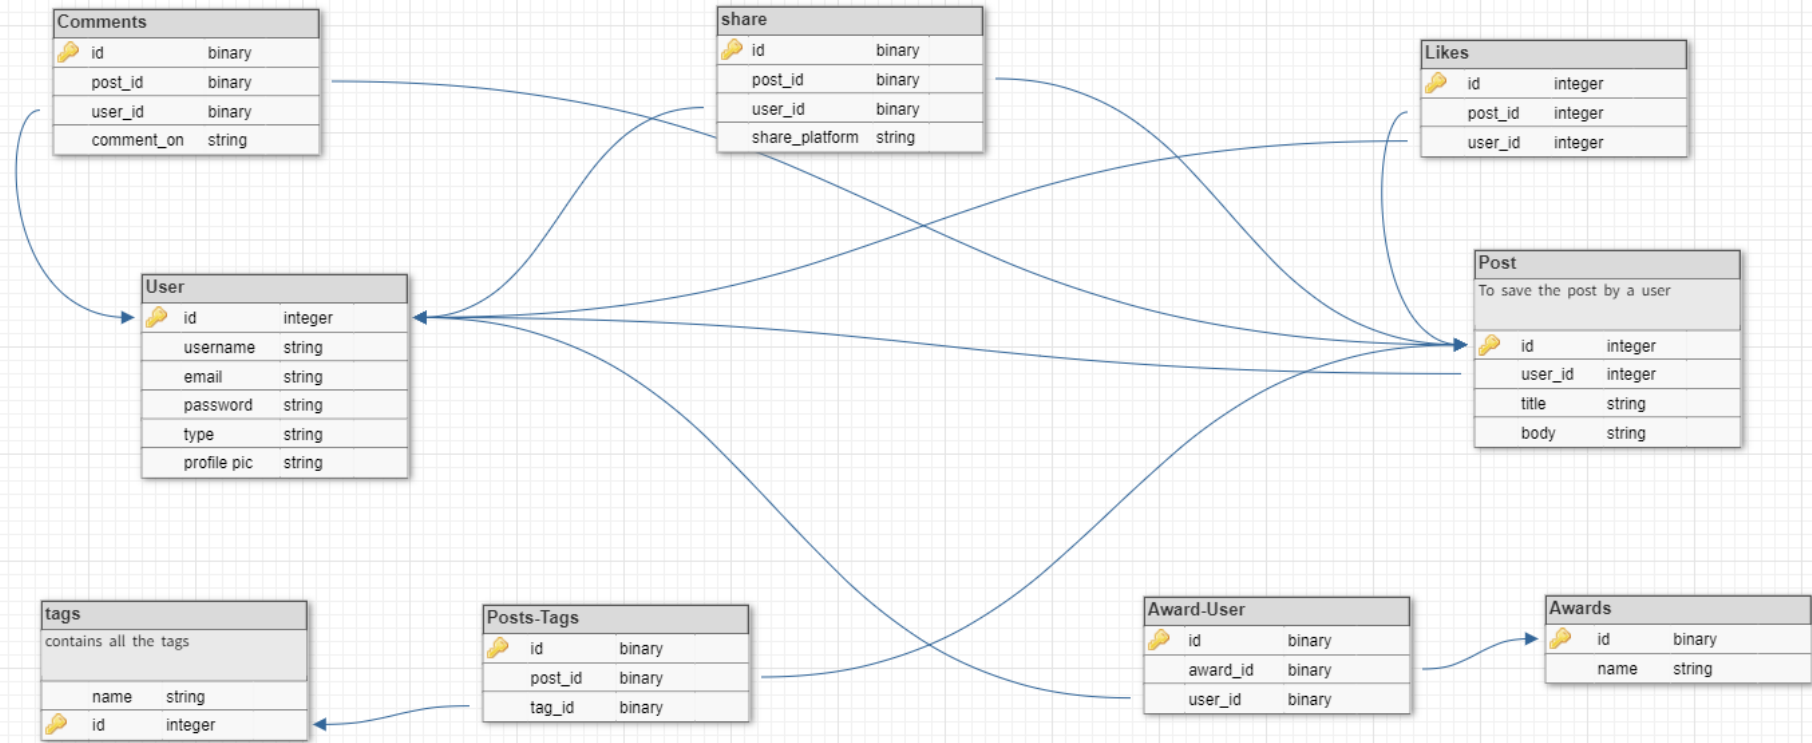 Comments
id binary
post_id binary
user_id binary
comment_on string
share
id binary
post_id binary
user_id binary
share_platform string
Likes
id integer
post_id integer
user_id integer
User
id integer
username string
email string
password string
type string
profile pic string
Post
To save the post by a user
id integer
user_id integer
title string
body string
tags
contains all the tags
name string
id integer
Posts-Tags
id binary
post_id binary
tag_id binary
Award-User
id binary
award_id binary
user_id binary
Awards
id binary
name string